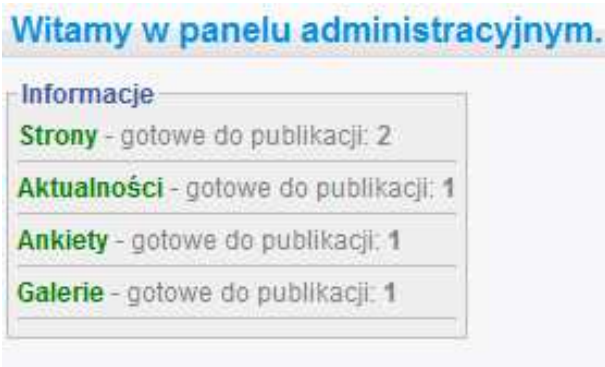 Witamy w panelu administracyjnym.
Informacje
Strony - gotowe do publikacji: 2
Aktualności - gotowe do publikacji: 1
Ankiety - gotowe do publikacji: 1
Galerie - gotowe do publikacji: 1